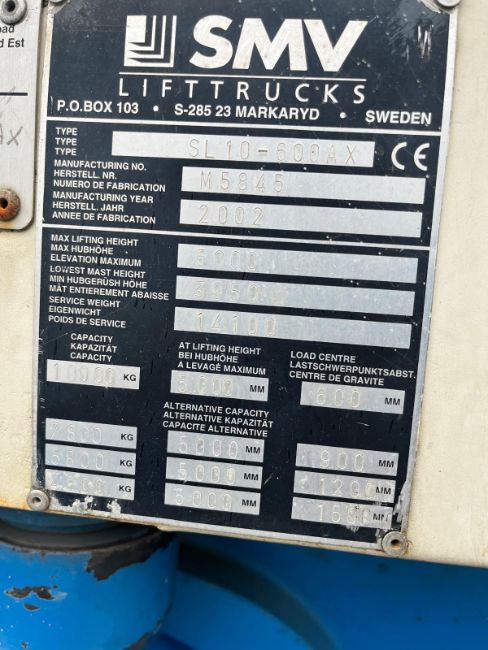 SMV
LIFTTRUCKS
P.O.BOX 103 • S-285 23 MARKARYD • SWEDEN
TYPE
TYPE
TYPE
SL10-600AX
CE
MANUFACTURING NO.
HERSTELL. NR.
NUMERO DE FABRICATION
M5845
MANUFACTURING YEAR
HERSTELL. JAHR
ANNEE DE FABRICATION
2002
MAX LIFTING HEIGHT
MAX HUBHÖHE
ELEVATION MAXIMUM
LOWEST MAST HEIGHT
MIN HUBGERÜSH HÖHE
MÂT ENTIEREMENT ABAISSE
SERVICE WEIGHT
EIGENWICHT
POIDS DE SERVICE
14100
CAPACITY
KAPAZITÄT
CAPACITY
10000 KG
AT LIFTING HEIGHT
BEI HUBHÖHE
A LEVAGÉ MAXIMUM
5000 MM
LOAD CENTRE
LASTSCHWERPUNKTSABST.
CENTRE DE GRAVITE
600 MM
ALTERNATIVE CAPACITY
ALTERNATIVE KAPAZITÄT
CAPACITE ALTERNATIVE
KG 5000 MM 900 MM
KG 5000 MM 1200 MM
KG 5000 MM MM